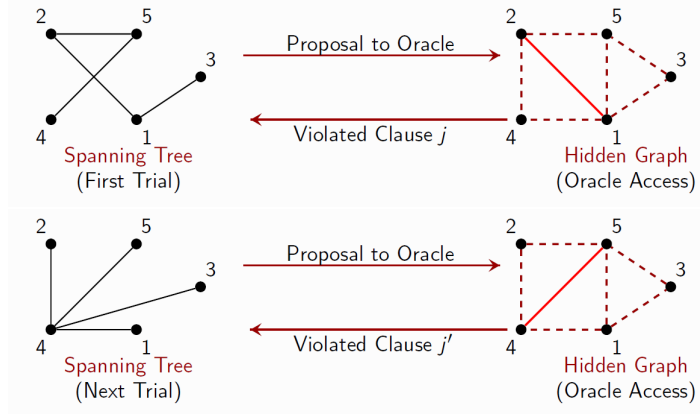 2 5 2 5
Proposal to Oracle
3 3
Violated Clause j
4 1 4 1
Spanning Tree Hidden Graph
(First Trial) (Oracle Access)
2 5 2 5
Proposal to Oracle
3 3
Violated Clause j′
4 1 4 1
Spanning Tree Hidden Graph
(Next Trial) (Oracle Access)